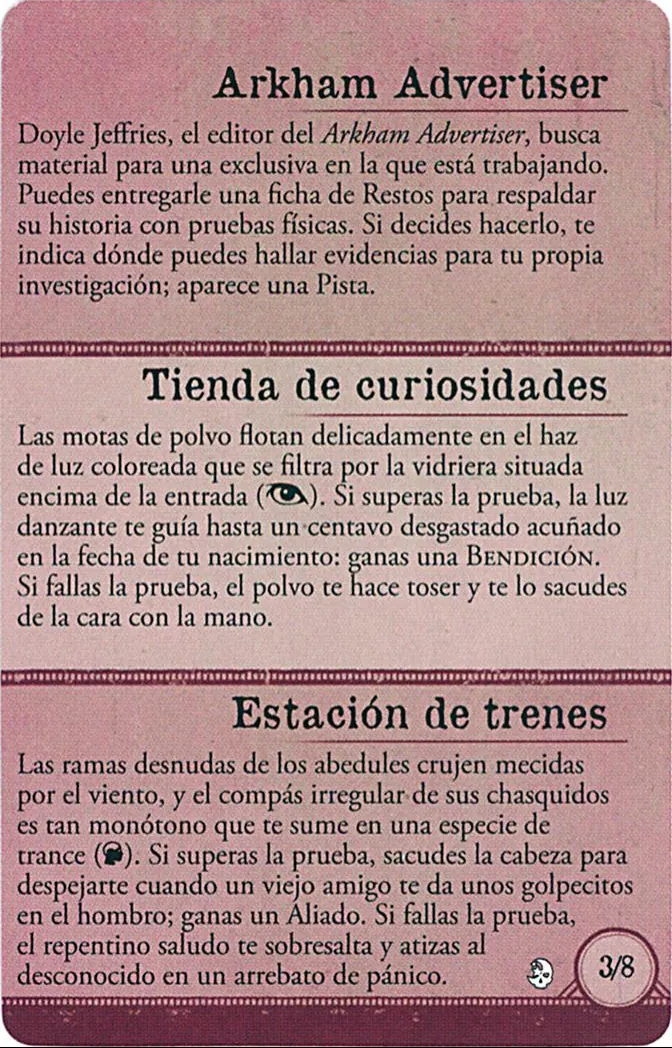 Arkham Advertiser
Doyle Jeffries, el editor del Arkham Advertiser, busca
material para una exclusiva en la que está trabajando.
Puedes entregarle una ficha de Restos para respaldar
su historia con pruebas físicas. Si decides hacerlo, te
indica dónde puedes hallar evidencias para tu propia
investigación; aparece una Pista.
Tienda de curiosidades
Las motas de polvo flotan delicadamente en el haz
de luz coloreada que se filtra por la vidriera situada
encima de la entrada (). Si superas la prueba, la luz
danzante te guía hasta un centavo desgastado acuñado
en la fecha de tu nacimiento: ganas una BENDICIÓN.
Si fallas la prueba, el polvo te hace toser y te lo sacudes
de la cara con la mano.
Estación de trenes
Las ramas desnudas de los abedules crujen mecidas
por el viento, y el compás irregular de sus chasquidos
es tan monótono que te sume en una especie de
trance (). Si superas la prueba, sacudes la cabeza para
despejarte cuando un viejo amigo te da unos golpecitos
en el hombro; ganas un Aliado. Si fallas la prueba,
el repentino saludo te sobresalta y atizas al
desconocido en un arrebato de pánico.
3/8